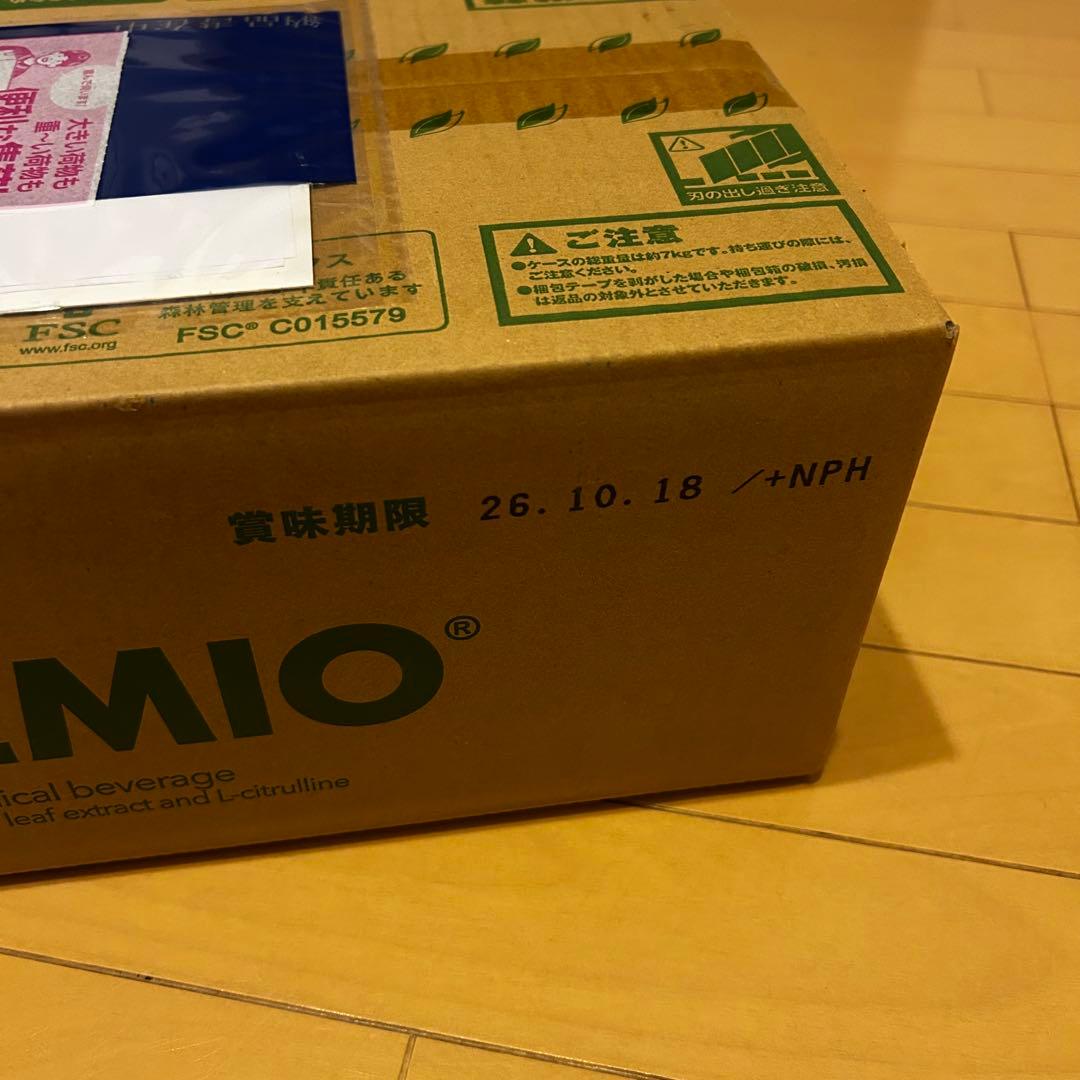 大きい荷物も
重〜い荷物も
便利な集荷
ご注意
●ケースの総重量は約7kgです。持ち運びの際には、
ご注意ください。
●梱包テープを剥がした場合や梱包箱の破損、汚損
は返品の対象外とさせていただきます。
刃の出し過ぎ注意
ス
責任ある
森林管理を支えています
FSC® C015579
FSC
www.fsc.org
賞味期限 26.10.18 /+NPH
MIO®
ical beverage
leaf extract and L-citrulline